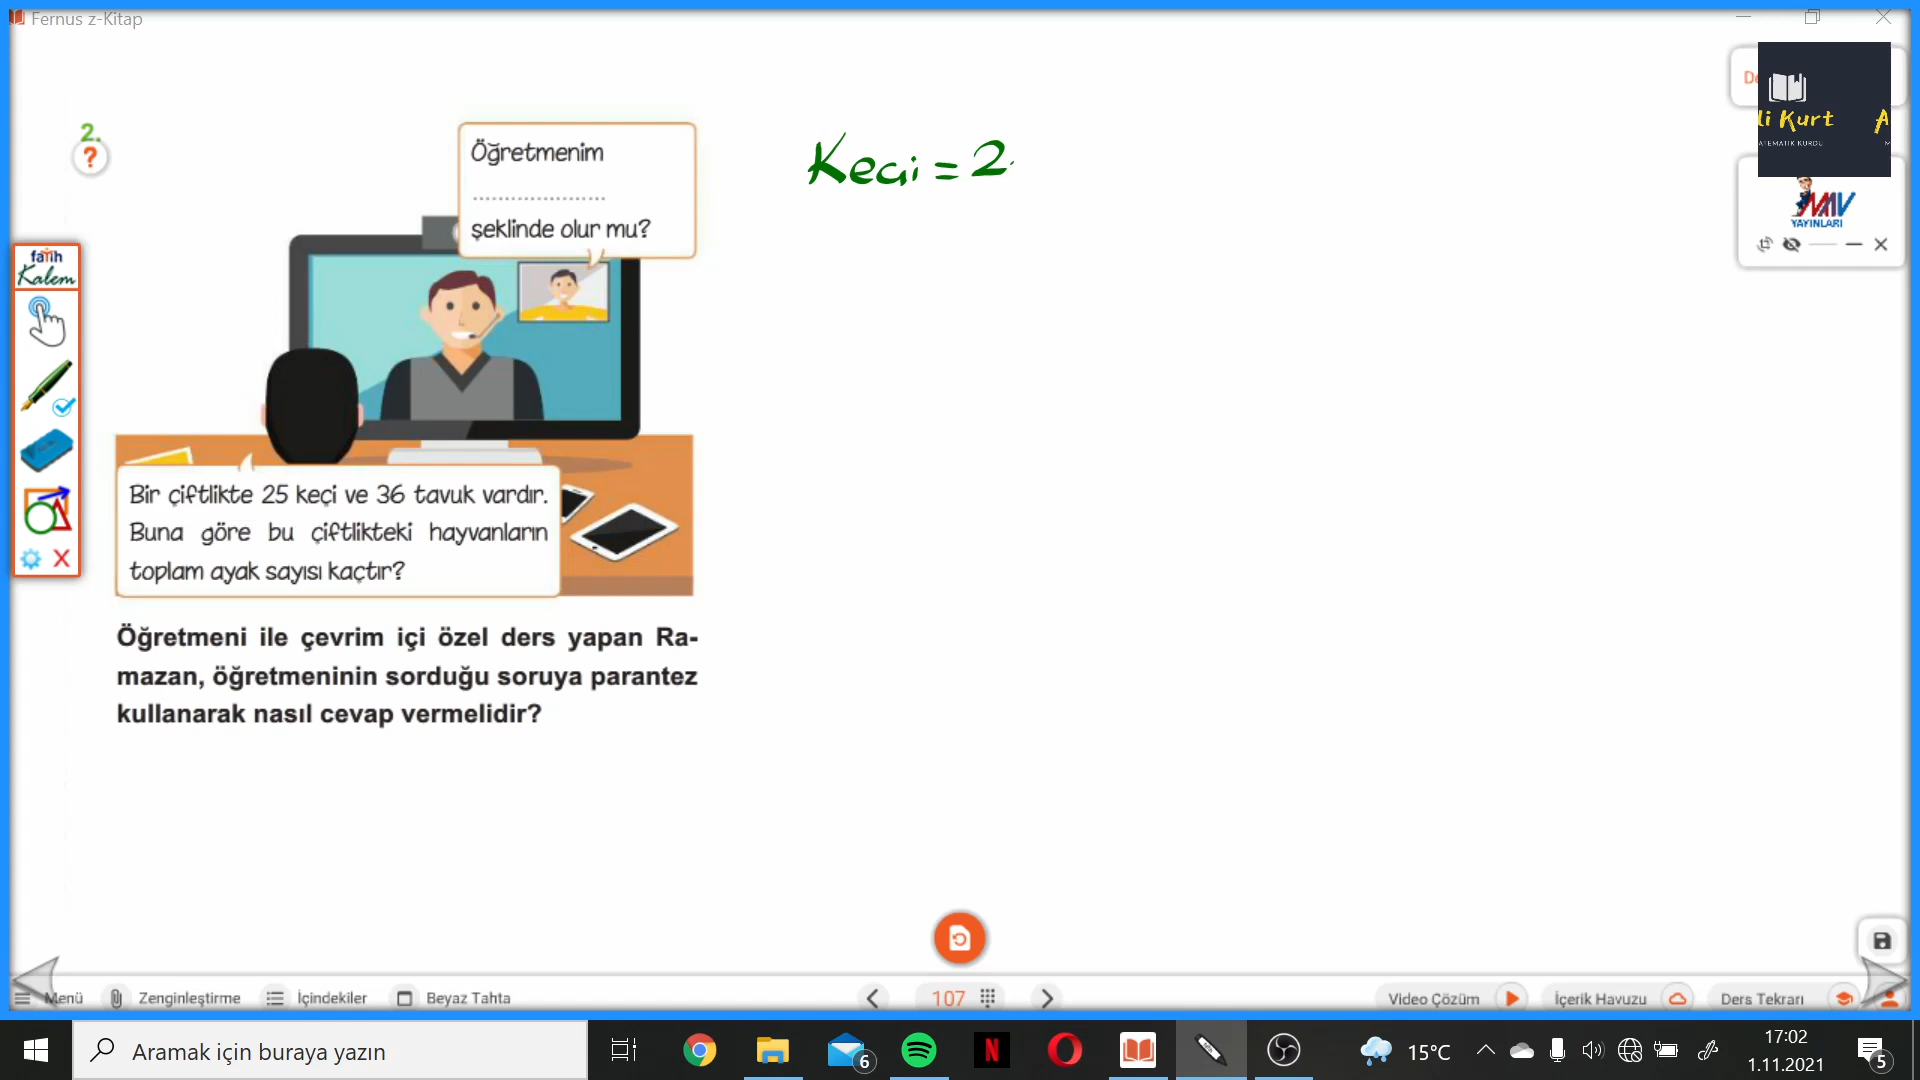 Fernus z-Kitap
2.
?
Öğretmenim
......................
şeklinde olur mu?
Keçi = 2
li Kurt A
ATEMATIK KURDU M
MAV
YAYINLARI
fatih
Kalem
Bir çiftlikte 25 keçi ve 36 tavuk vardır.
Buna göre bu çiftlikteki hayvanların
toplam ayak sayısı kaçtır?
Öğretmeni ile çevrim içi özel ders yapan Ra-
mazan, öğretmeninin sorduğu soruya parantez
kullanarak nasıl cevap vermelidir?
Menü Zenginleştirme İçindekiler Beyaz Tahta 107 Video Çözüm İçerik Havuzu Ders Tekrarı
Aramak için buraya yazın 6 N 15°C 17:02
1.11.2021 5